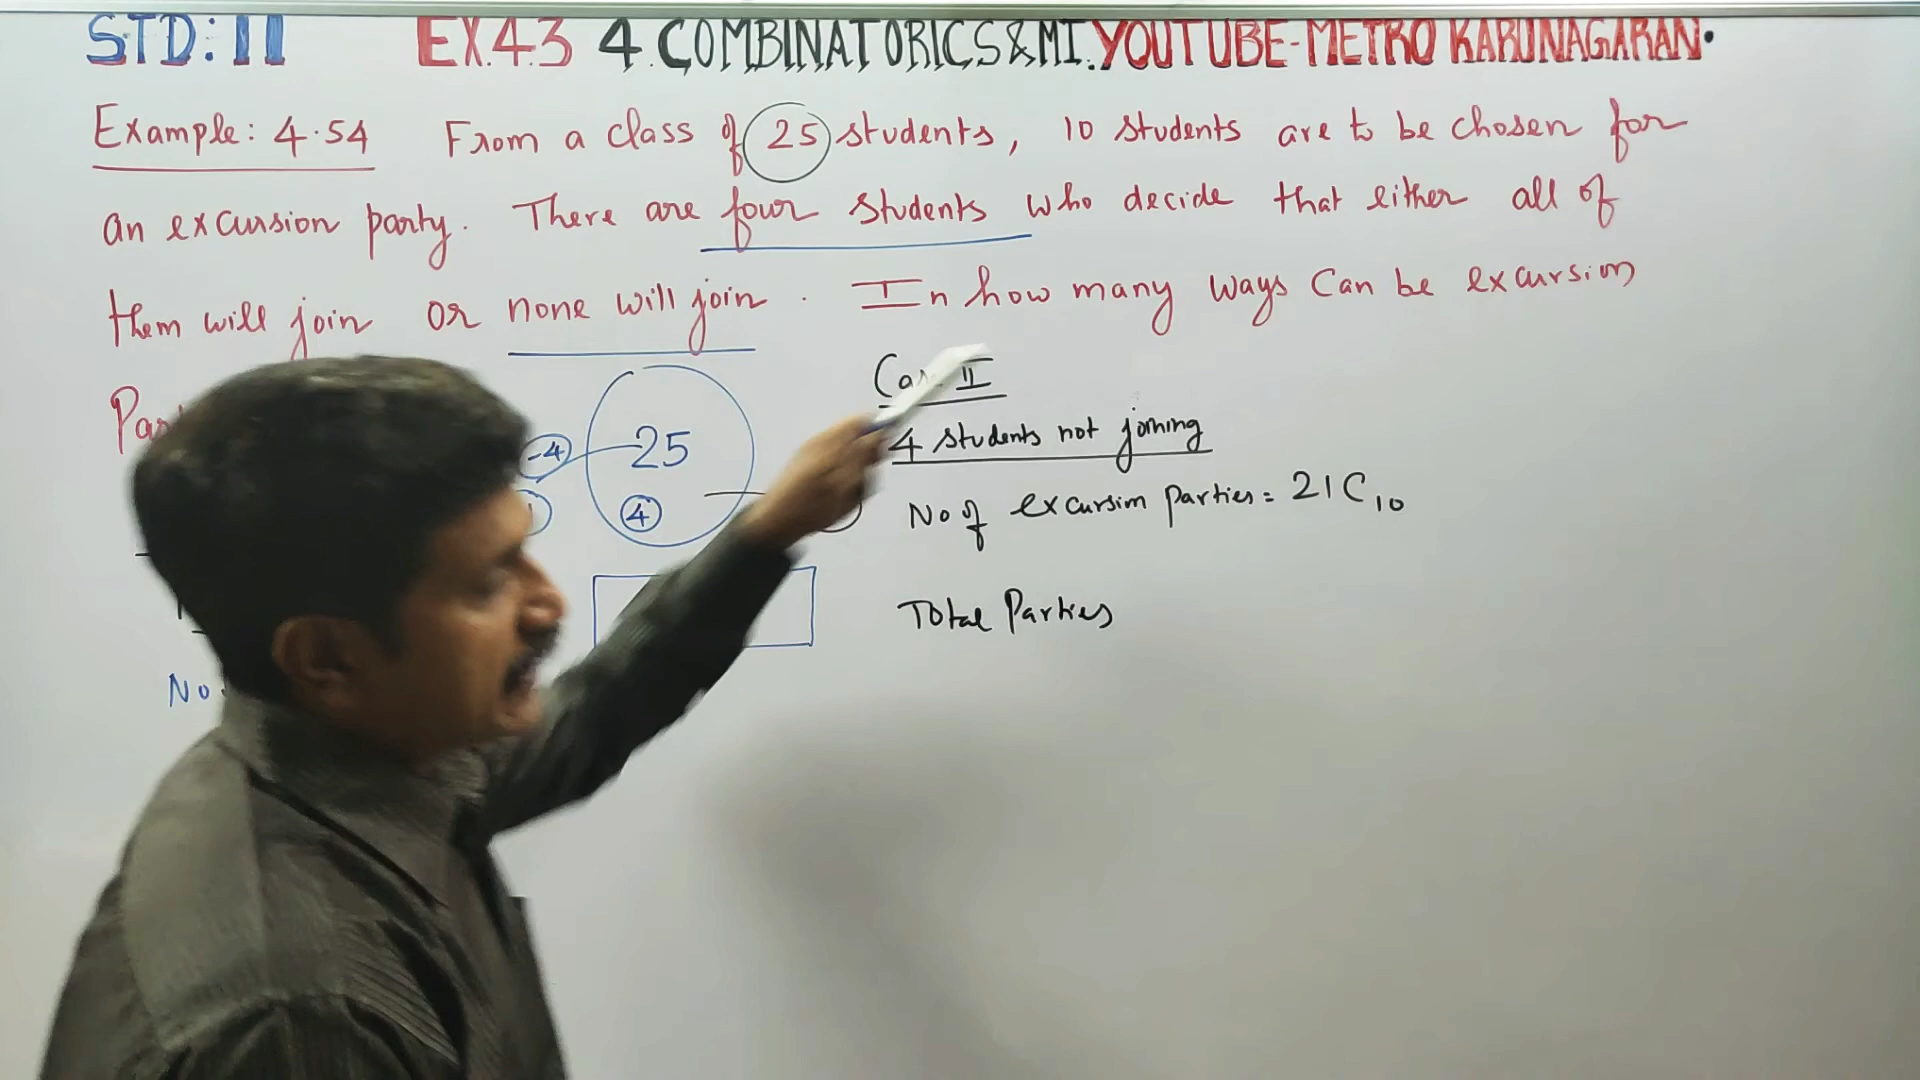 STD: 11 EX.4.3 4. COMBINATORICS & MI. YOUTUBE-METRO KARUNAGARAN.
Example: 4.54 From a class of 25 students, 10 students are to be chosen for
an excursion party. There are four students who decide that either all of
them will join or none will join. In how many ways can be excursion
Par
-4 25
4
Case II
4 students not joining
No of excursion parties = 21C10
Total Parties
No